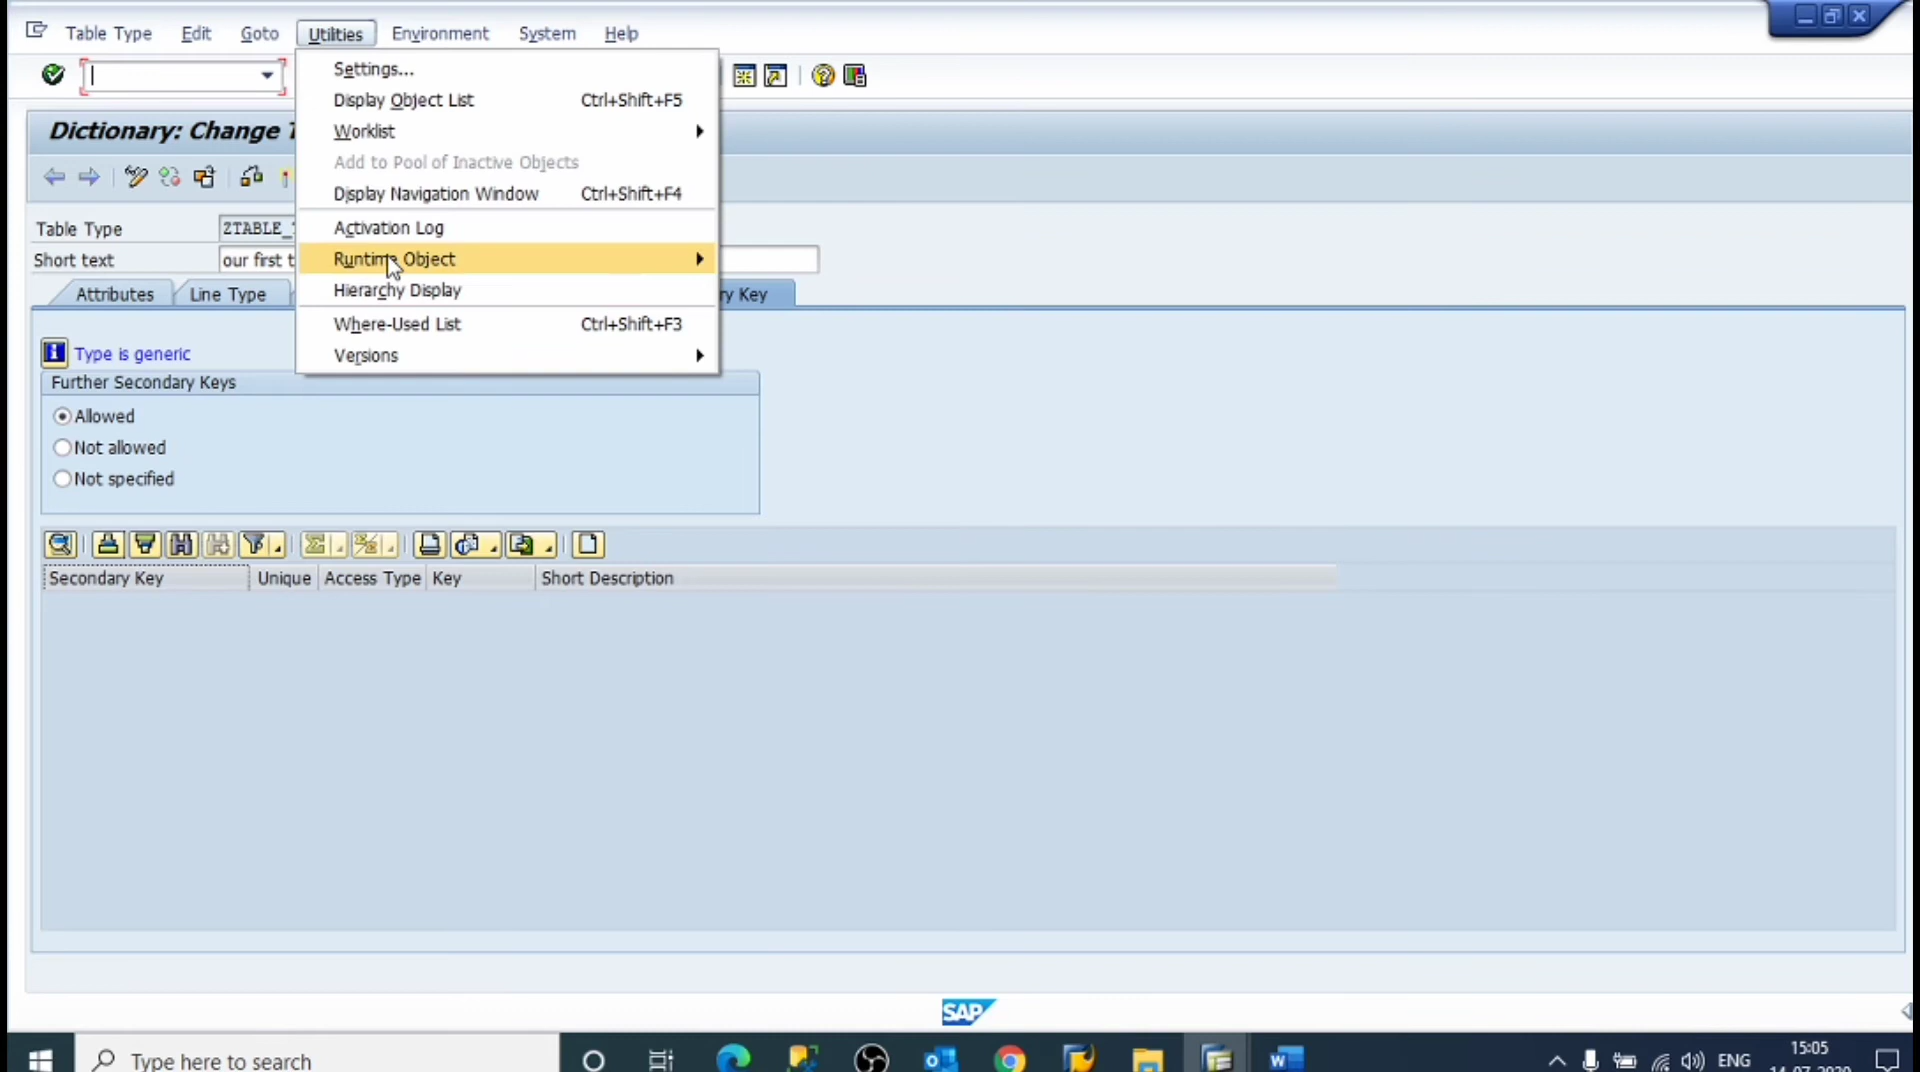 Table Type Edit Goto Utilities Environment System Help
Settings...
Display Object List Ctrl+Shift+F5
Worklist
Dictionary: Change
Add to Pool of Inactive Objects
Display Navigation Window Ctrl+Shift+F4
Table Type ZTABLE_
Activation Log
Short text our first t
Runtime Object
Attributes Line Type Key
Hierarchy Display
Where-Used List Ctrl+Shift+F3
Type is generic
Versions
Further Secondary Keys
Allowed
Not allowed
Not specified
Secondary Key Unique Access Type Key Short Description
SAP
Type here to search
ENG
15:05